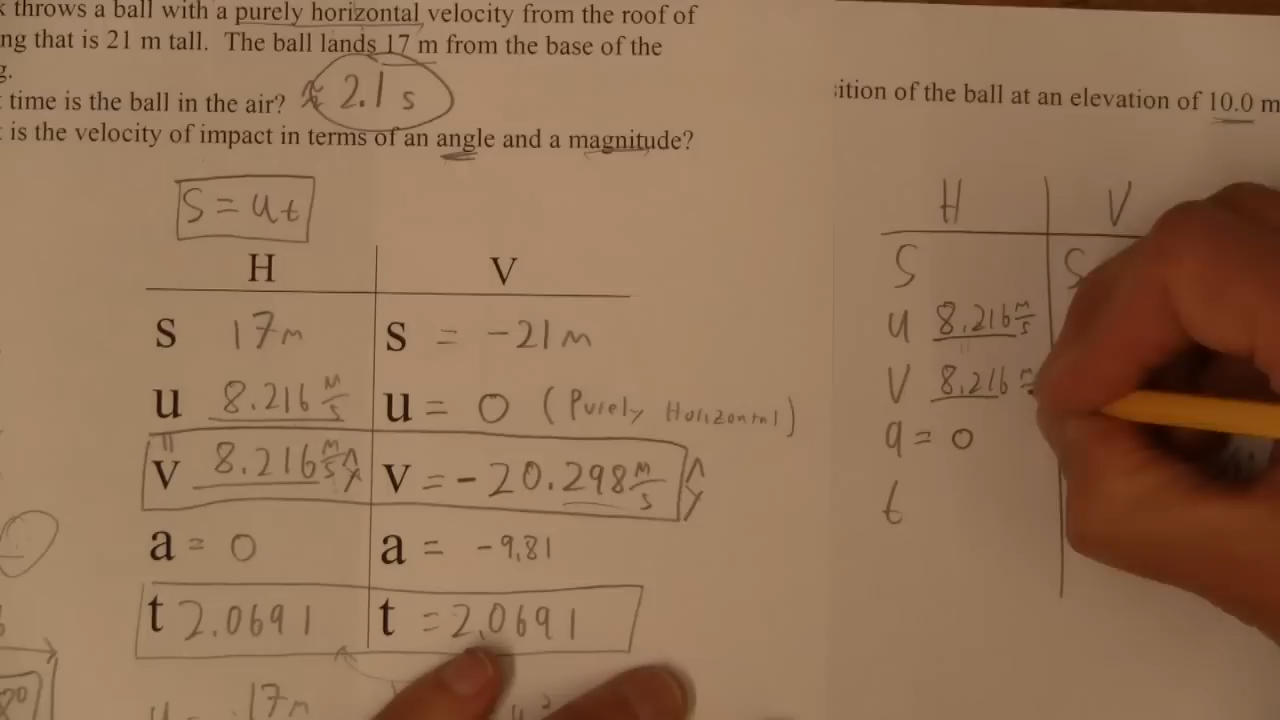 throws a ball with a purely horizontal velocity from the roof of
ng that is 21 m tall. The ball lands 17 m from the base of the
g.
time is the ball in the air? ≈ 2.1 s
is the velocity of impact in terms of an angle and a magnitude?
S = ut
H V
s 17m s = -21m
u 8.216 m/s u = 0 (Purely Horizontal)
v 8.216 m/s x̂ v = -20.298 m/s ŷ
a = 0 a = -9.81
t 2.0691 t = 2.0691
17m
sition of the ball at an elevation of 10.0 m
H V
S S
u 8.216 m/s
v 8.216
a = 0
t